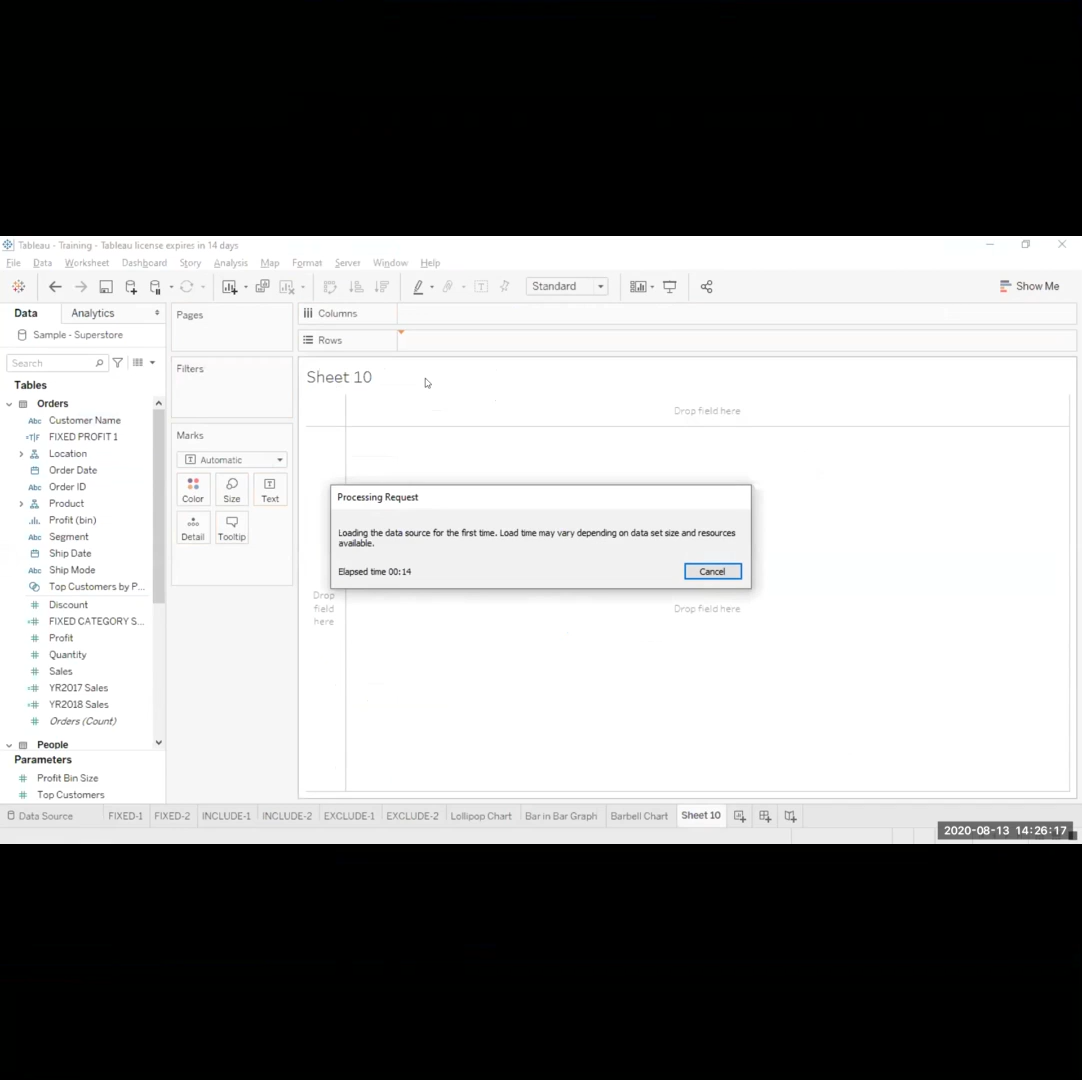 Tableau - Training - Tableau license expires in 14 days
File Data Worksheet Dashboard Story Analysis Map Format Server Window Help
Standard
Show Me
Data
Analytics
Sample - Superstore
Search
Tables
Orders
Abc Customer Name
=T|F FIXED PROFIT 1
Location
Order Date
Abc Order ID
Product
Profit (bin)
Abc Segment
Ship Date
Abc Ship Mode
Top Customers by P...
# Discount
=# FIXED CATEGORY S...
# Profit
# Quantity
# Sales
=# YR2017 Sales
=# YR2018 Sales
# Orders (Count)
People
Parameters
# Profit Bin Size
# Top Customers
Pages
Filters
Marks
Automatic
Color Size Text
Detail Tooltip
Columns
Rows
Sheet 10
Drop field here
Drop
field
here
Drop field here
Processing Request
Loading the data source for the first time. Load time may vary depending on data set size and resources
available.
Elapsed time 00:14
Cancel
Data Source FIXED-1 FIXED-2 INCLUDE-1 INCLUDE-2 EXCLUDE-1 EXCLUDE-2 Lollipop Chart Bar in Bar Graph Barbell Chart Sheet 10
2020-08-13 14:26:17